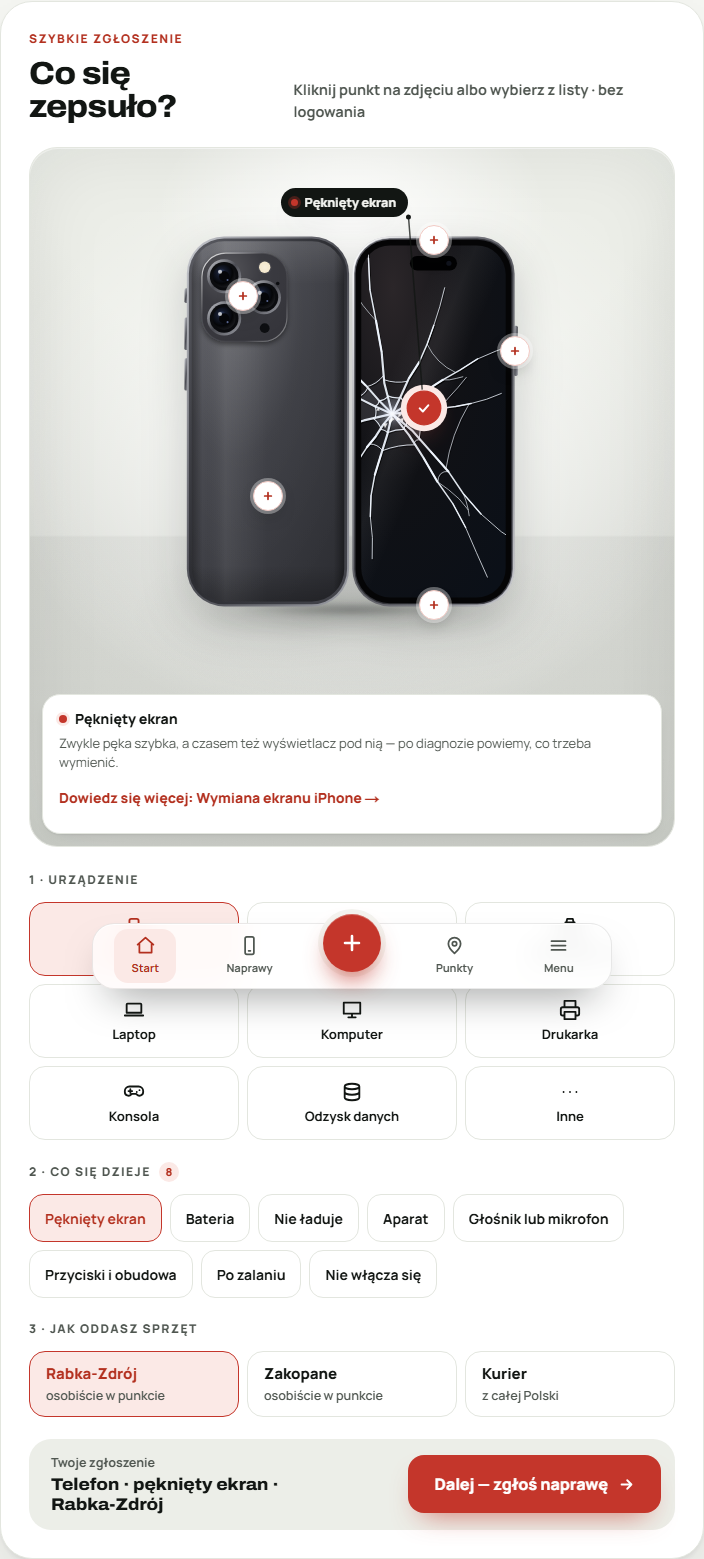 SZYBKIE ZGŁOSZENIE
Co się
zepsuło?
Kliknij punkt na zdjęciu albo wybierz z listy · bez
logowania
Pęknięty ekran
Pęknięty ekran
Zwykle pęka szybka, a czasem też wyświetlacz pod nią — po diagnozie powiemy, co trzeba
wymienić.
Dowiedz się więcej: Wymiana ekranu iPhone →
1 · URZĄDZENIE
Start
Naprawy
Punkty
Menu
Laptop
Komputer
Drukarka
Konsola
Odzysk danych
Inne
2 · CO SIĘ DZIEJE 8
Pęknięty ekran
Bateria
Nie ładuje
Aparat
Głośnik lub mikrofon
Przyciski i obudowa
Po zalaniu
Nie włącza się
3 · JAK ODDASZ SPRZĘT
Rabka-Zdrój
osobiście w punkcie
Zakopane
osobiście w punkcie
Kurier
z całej Polski
Twoje zgłoszenie
Telefon · pęknięty ekran ·
Rabka-Zdrój
Dalej — zgłoś naprawę →